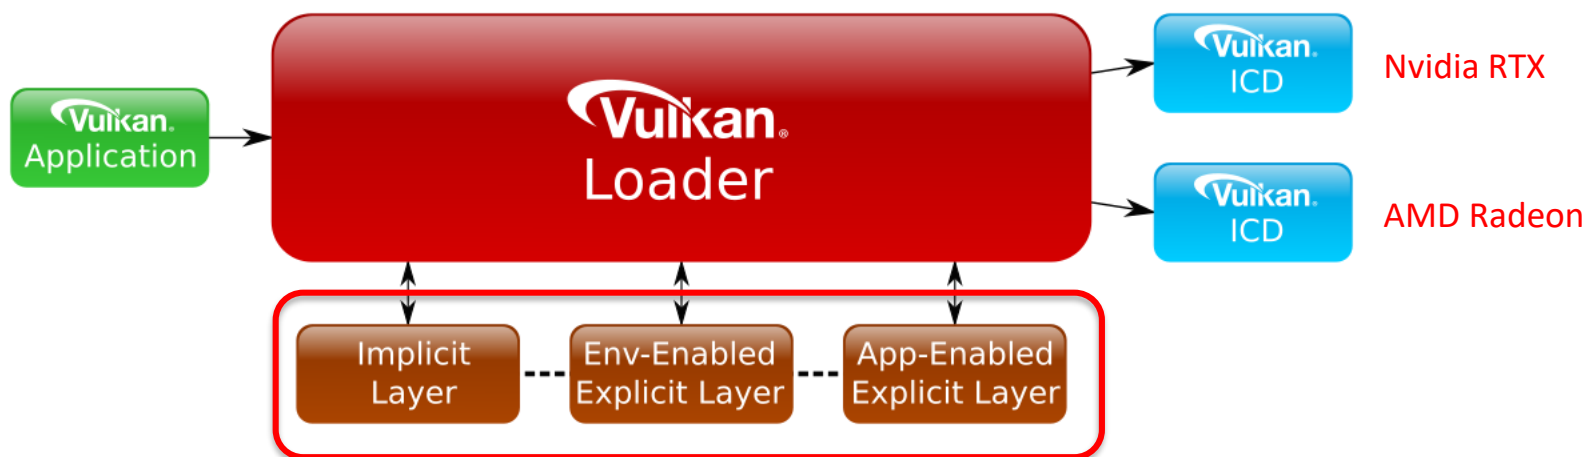 Vulkan®
Application
Vulkan®
Loader
Vulkan®
ICD
Nvidia RTX
Vulkan®
ICD
AMD Radeon
Implicit
Layer
Env-Enabled
Explicit Layer
App-Enabled
Explicit Layer